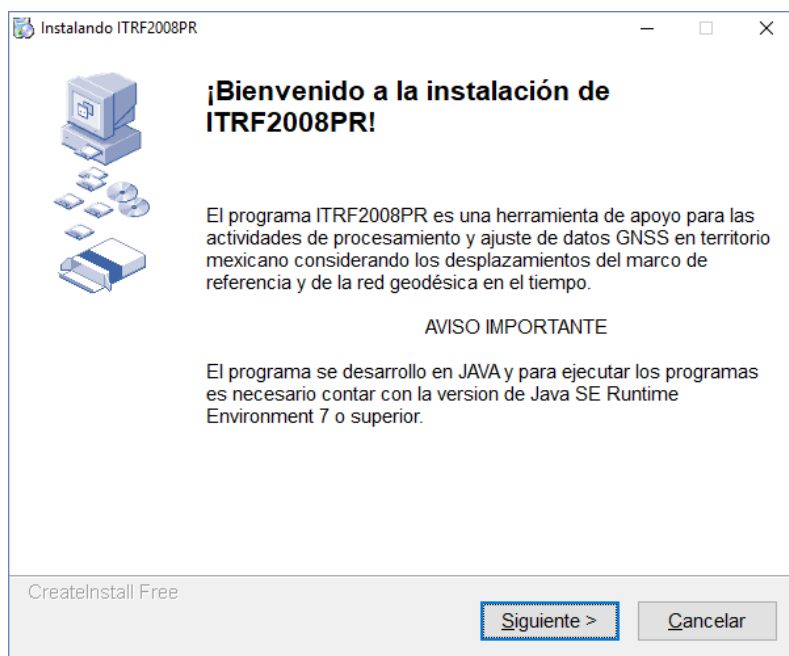 Instalando ITRF2008PR
¡Bienvenido a la instalación de
ITRF2008PR!
El programa ITRF2008PR es una herramienta de apoyo para las
actividades de procesamiento y ajuste de datos GNSS en territorio
mexicano considerando los desplazamientos del marco de
referencia y de la red geodésica en el tiempo.
AVISO IMPORTANTE
El programa se desarrollo en JAVA y para ejecutar los programas
es necesario contar con la version de Java SE Runtime
Environment 7 o superior.
CreateInstall Free
Siguiente >
Cancelar